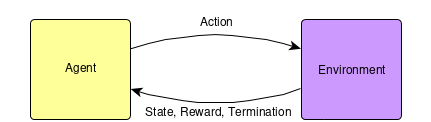 Action
Agent
Environment
State, Reward, Termination